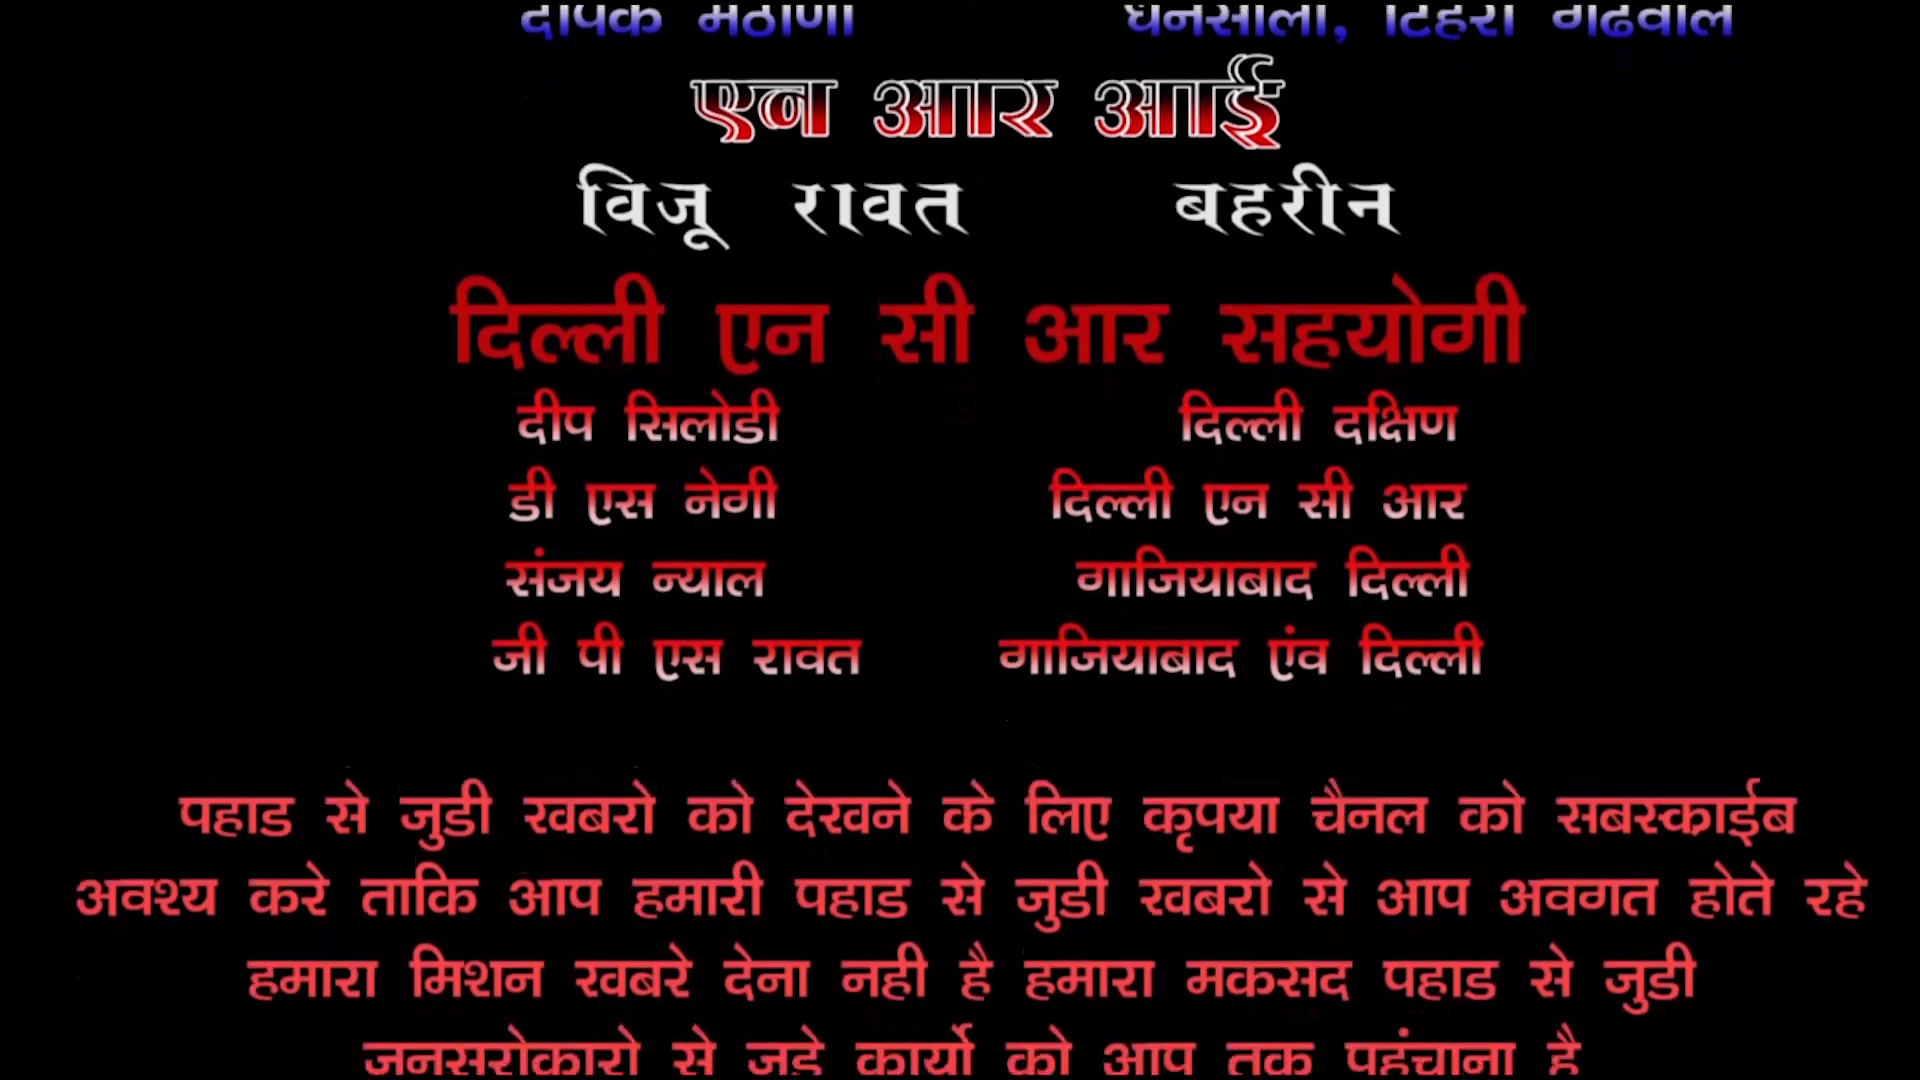 दीपक मैठाणी घनसाली, टिहरी गढवाल
एन आर आई
विजू रावत बहरीन
दिल्ली एन सी आर सहयोगी
दीप सिलोडी दिल्ली दक्षिण
डी एस नेगी दिल्ली एन सी आर
संजय न्याल गाजियाबाद दिल्ली
जी पी एस रावत गाजियाबाद एंव दिल्ली
पहाड से जुडी खबरो को देखने के लिए कृपया चैनल को सबस्क्राईब
अवश्य करे ताकि आप हमारी पहाड से जुडी खबरो से आप अवगत होते रहे
हमारा मिशन खबरे देना नही है हमारा मकसद पहाड से जुडी
जनसरोकारो से जुडे कार्यो को आप तक पहुंचाना है